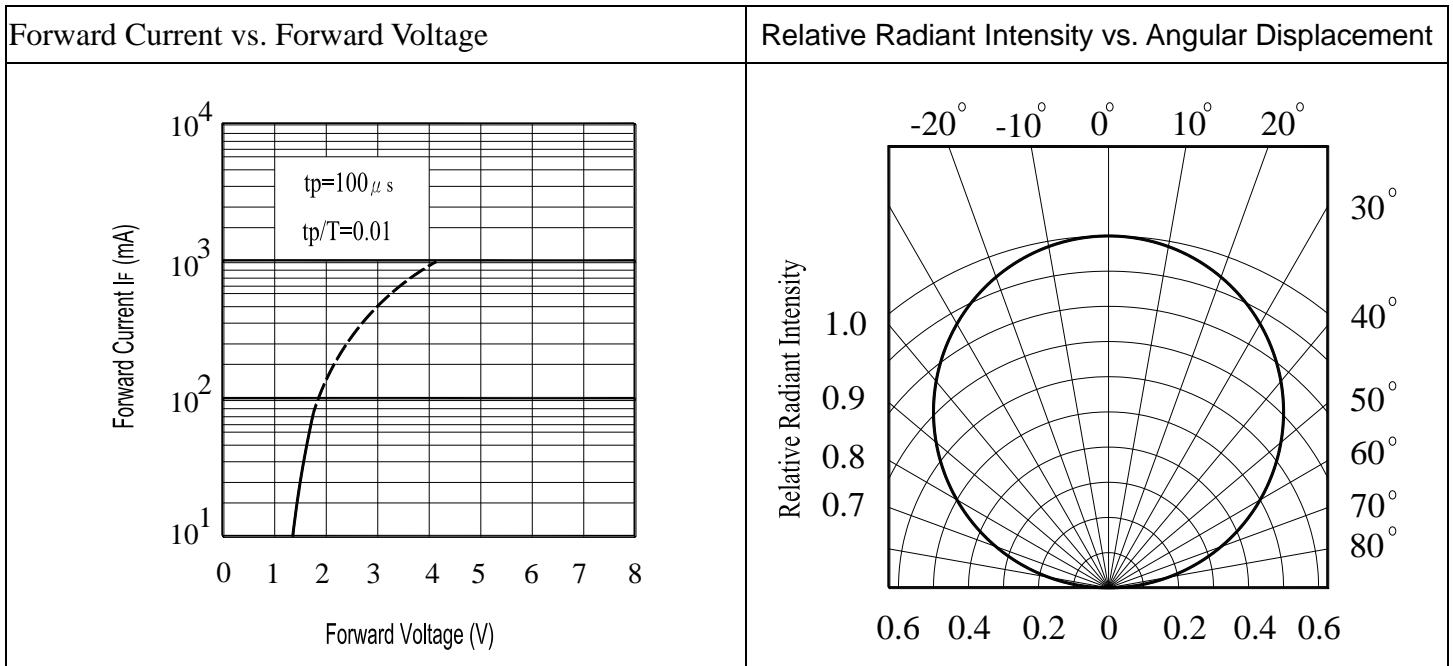 Forward Current vs. Forward Voltage
Relative Radiant Intensity vs. Angular Displacement
10^4
10^3
10^2
10^1
tp=100μs
tp/T=0.01
Forward Current IF (mA)
0 1 2 3 4 5 6 7 8
Forward Voltage (V)
-20° -10° 0° 10° 20°
30°
40°
50°
60°
70°
80°
Relative Radiant Intensity
1.0
0.9
0.8
0.7
0.6 0.4 0.2 0 0.2 0.4 0.6